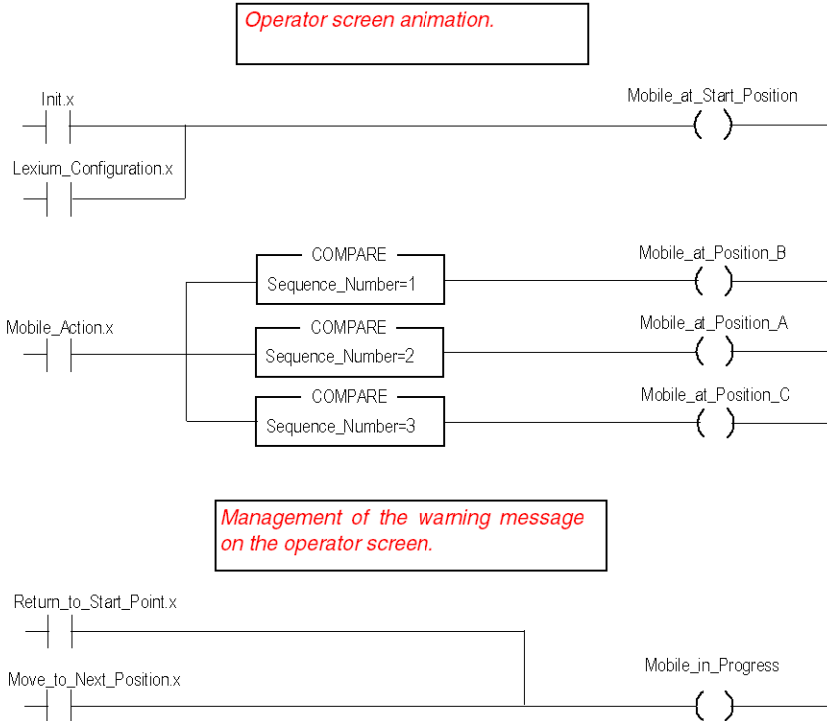 Operator screen animation.
Init.x
Mobile_at_Start_Position
Lexium_Configuration.x
COMPARE
Mobile_at_Position_B
Sequence_Number=1
Mobile_Action.x
COMPARE
Mobile_at_Position_A
Sequence_Number=2
COMPARE
Mobile_at_Position_C
Sequence_Number=3
Management of the warning message
on the operator screen.
Return_to_Start_Point.x
Mobile_in_Progress
Move_to_Next_Position.x